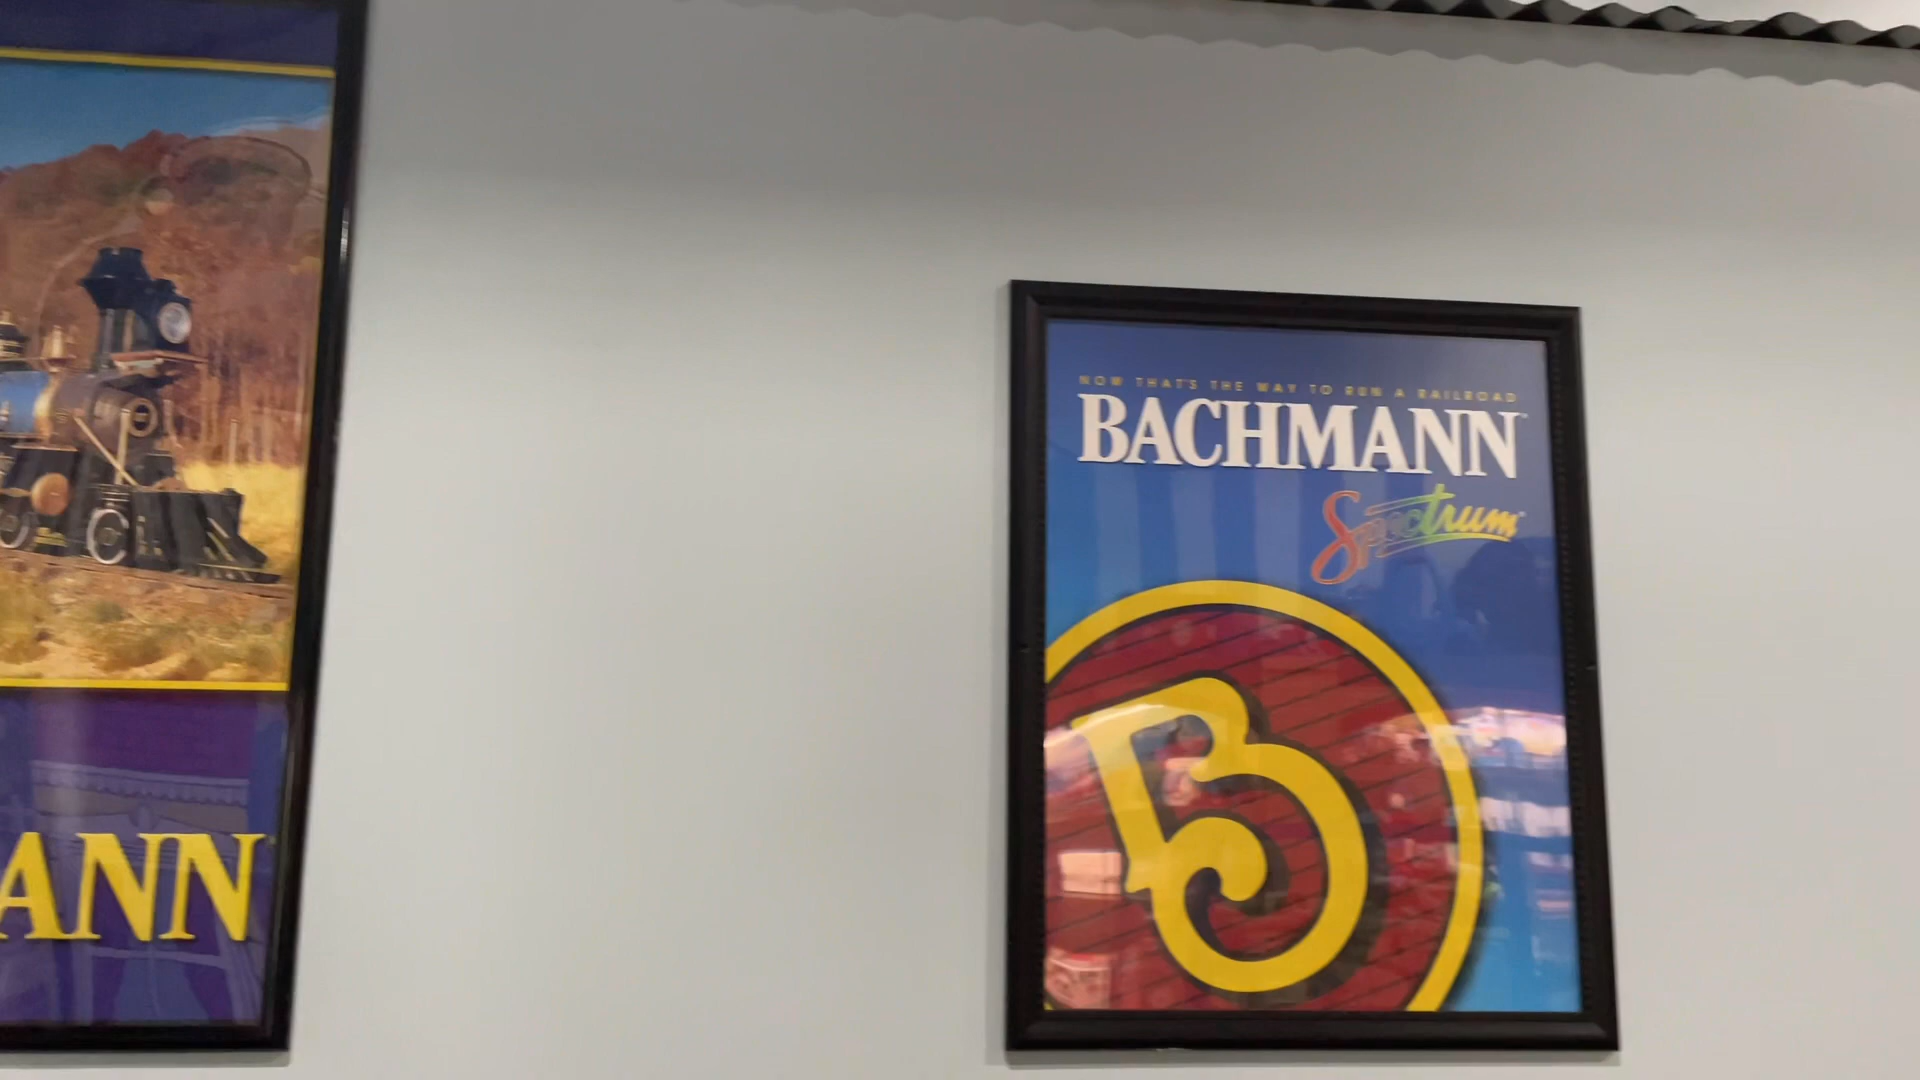 ANN
NOW THAT'S THE WAY TO RUN A RAILROAD
BACHMANN
Spectrum
B